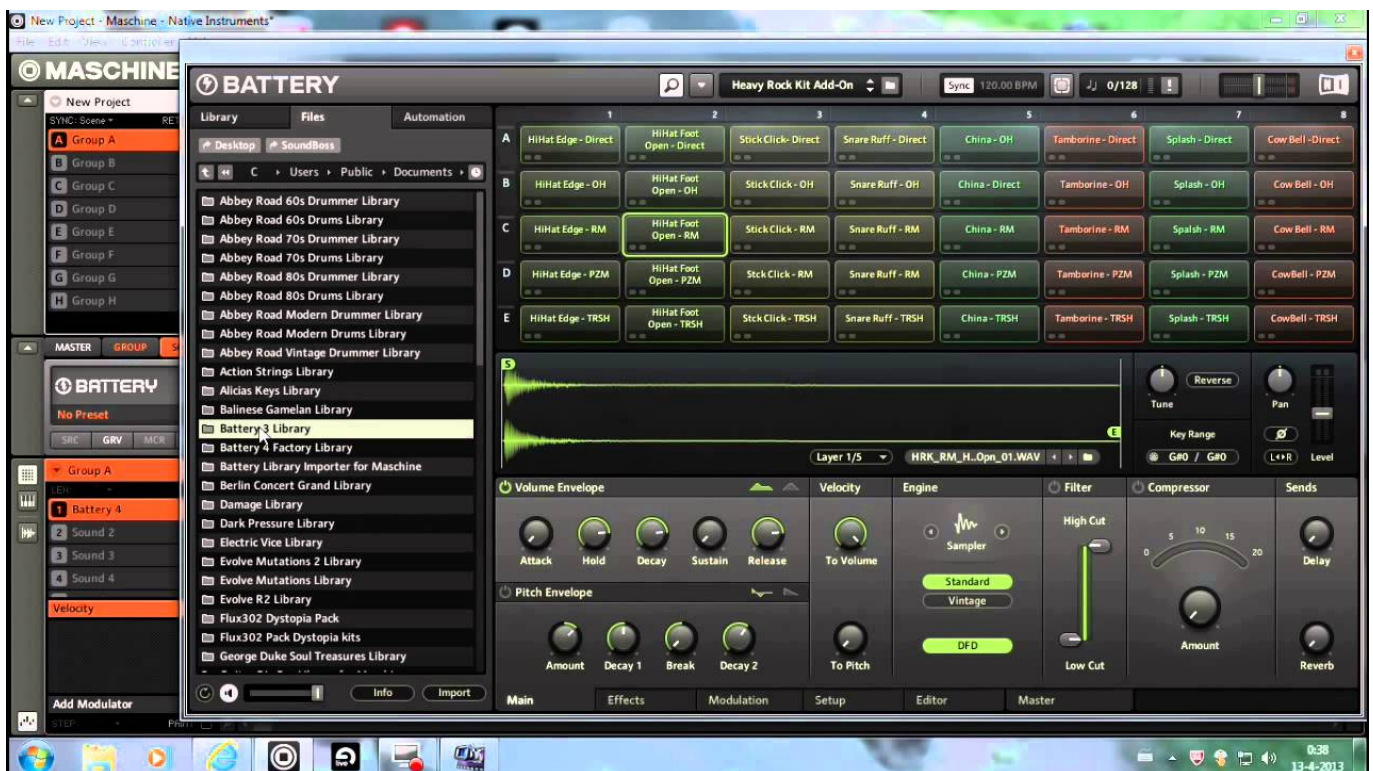 New Project - Maschine - Native Instruments*
File Edit View Controller
MASCHINE
New Project
SYNC: Scene
Group A
Group B
Group C
Group D
Group E
Group F
Group G
Group H
MASTER GROUP
BATTERY
No Preset
SRC GRV MCR
Group A
LEN:
1 Battery 4
2 Sound 2
3 Sound 3
4 Sound 4
Velocity
Add Modulator
STEP
BATTERY
Heavy Rock Kit Add-On
Sync 120.00 BPM
0/128
Library Files Automation
Desktop SoundBoss
C Users Public Documents
Abbey Road 60s Drummer Library
Abbey Road 60s Drums Library
Abbey Road 70s Drummer Library
Abbey Road 70s Drums Library
Abbey Road 80s Drummer Library
Abbey Road 80s Drums Library
Abbey Road Modern Drummer Library
Abbey Road Modern Drums Library
Abbey Road Vintage Drummer Library
Action Strings Library
Alicias Keys Library
Balinese Gamelan Library
Battery 3 Library
Battery 4 Factory Library
Battery Library Importer for Maschine
Berlin Concert Grand Library
Damage Library
Dark Pressure Library
Electric Vice Library
Evolve Mutations 2 Library
Evolve Mutations Library
Evolve R2 Library
Flux302 Dystopia Pack
Flux302 Pack Dystopia kits
George Duke Soul Treasures Library
Info Import
1 2 3 4 5 6 7 8
A HiHat Edge - Direct HiHat Foot Open - Direct Stick Click- Direct Snare Ruff - Direct China - OH Tamborine - Direct Splash - Direct Cow Bell -Direct
B HiHat Edge - OH HiHat Foot Open - OH Stick Click - OH Snare Ruff - OH China - Direct Tamborine - OH Splash - OH Cow Bell - OH
C HiHat Edge - RM HiHat Foot Open - RM Stick Click - RM Snare Ruff - RM China - RM Tamborine - RM Spalsh - RM Cow Bell - RM
D HiHat Edge - PZM HiHat Foot Open - PZM Stck Click - RM Snare Ruff - RM China - PZM Tamborine - PZM Splash - PZM CowBell - PZM
E HiHat Edge - TRSH HiHat Foot Open - TRSH Stck Click - TRSH Snare Ruff - TRSH China - TRSH Tamborine - TRSH Splash - TRSH CowBell - TRSH
S
E
Layer 1/5 HRK_RM_H..Opn_01.WAV
Reverse
Tune Pan
Key Range
G#0 / G#0 L R Level
Volume Envelope Velocity Engine Filter Compressor Sends
Attack Hold Decay Sustain Release To Volume
Sampler
Standard
Vintage
DFD
High Cut
Low Cut
0 5 10 15 20
Amount
Delay
Reverb
Pitch Envelope
Amount Decay 1 Break Decay 2 To Pitch
Main Effects Modulation Setup Editor Master
live
0:38
13-4-2013